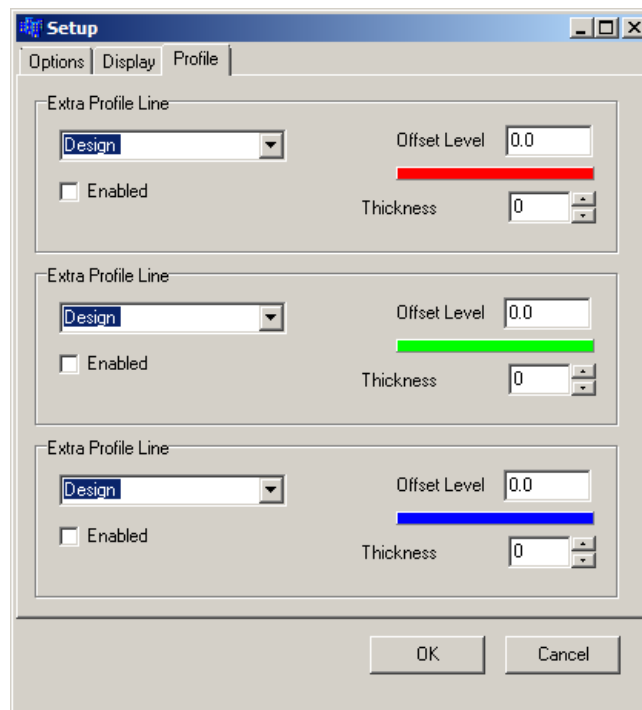 Setup
Options Display Profile
Extra Profile Line
Design Offset Level 0.0
Enabled
Thickness 0
Extra Profile Line
Design Offset Level 0.0
Enabled
Thickness 0
Extra Profile Line
Design Offset Level 0.0
Enabled
Thickness 0
OK Cancel